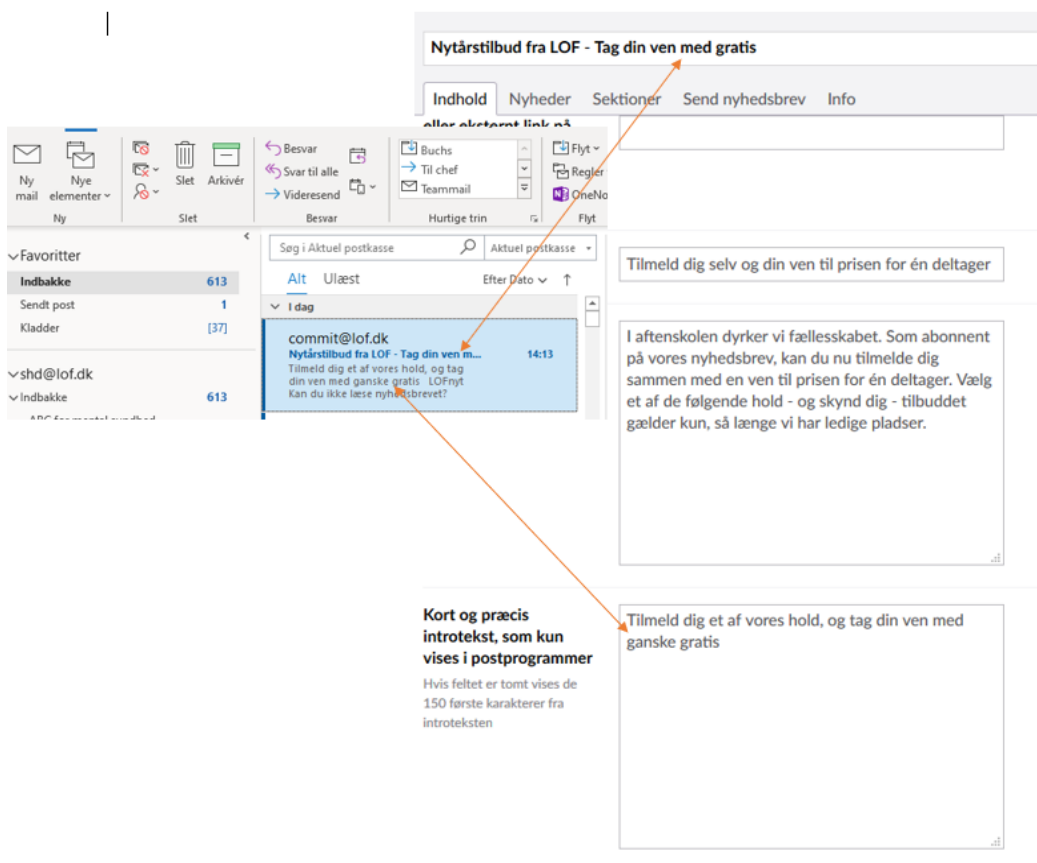 Nytårstilbud fra LOF - Tag din ven med gratis
Indhold Nyheder Sektioner Send nyhedsbrev Info
eller eksternt link på
Ny mail
Nye elementer
Slet
Arkivér
Besvar
Svar til alle
Videresend
Buchs
Til chef
Teammail
Flyt
Regler
OneNo
Ny
Slet
Besvar
Hurtige trin
Flyt
Favoritter
Indbakke 613
Sendt post 1
Kladder [37]
shd@lof.dk
Indbakke 613
Søg i Aktuel postkasse
Aktuel postkasse
Alt Ulæst
Efter Dato
I dag
commit@lof.dk
Nytårstilbud fra LOF - Tag din ven m... 14:13
Tilmeld dig et af vores hold, og tag
din ven med ganske gratis LOFnyt
Kan du ikke læse nyhedsbrevet?
Tilmeld dig selv og din ven til prisen for én deltager
I aftenskolen dyrker vi fællesskabet. Som abonnent
på vores nyhedsbrev, kan du nu tilmelde dig
sammen med en ven til prisen for én deltager. Vælg
et af de følgende hold - og skynd dig - tilbuddet
gælder kun, så længe vi har ledige pladser.
Kort og præcis
introtekst, som kun
vises i postprogrammer
Hvis feltet er tomt vises de
150 første karakterer fra
introteksten
Tilmeld dig et af vores hold, og tag din ven med
ganske gratis